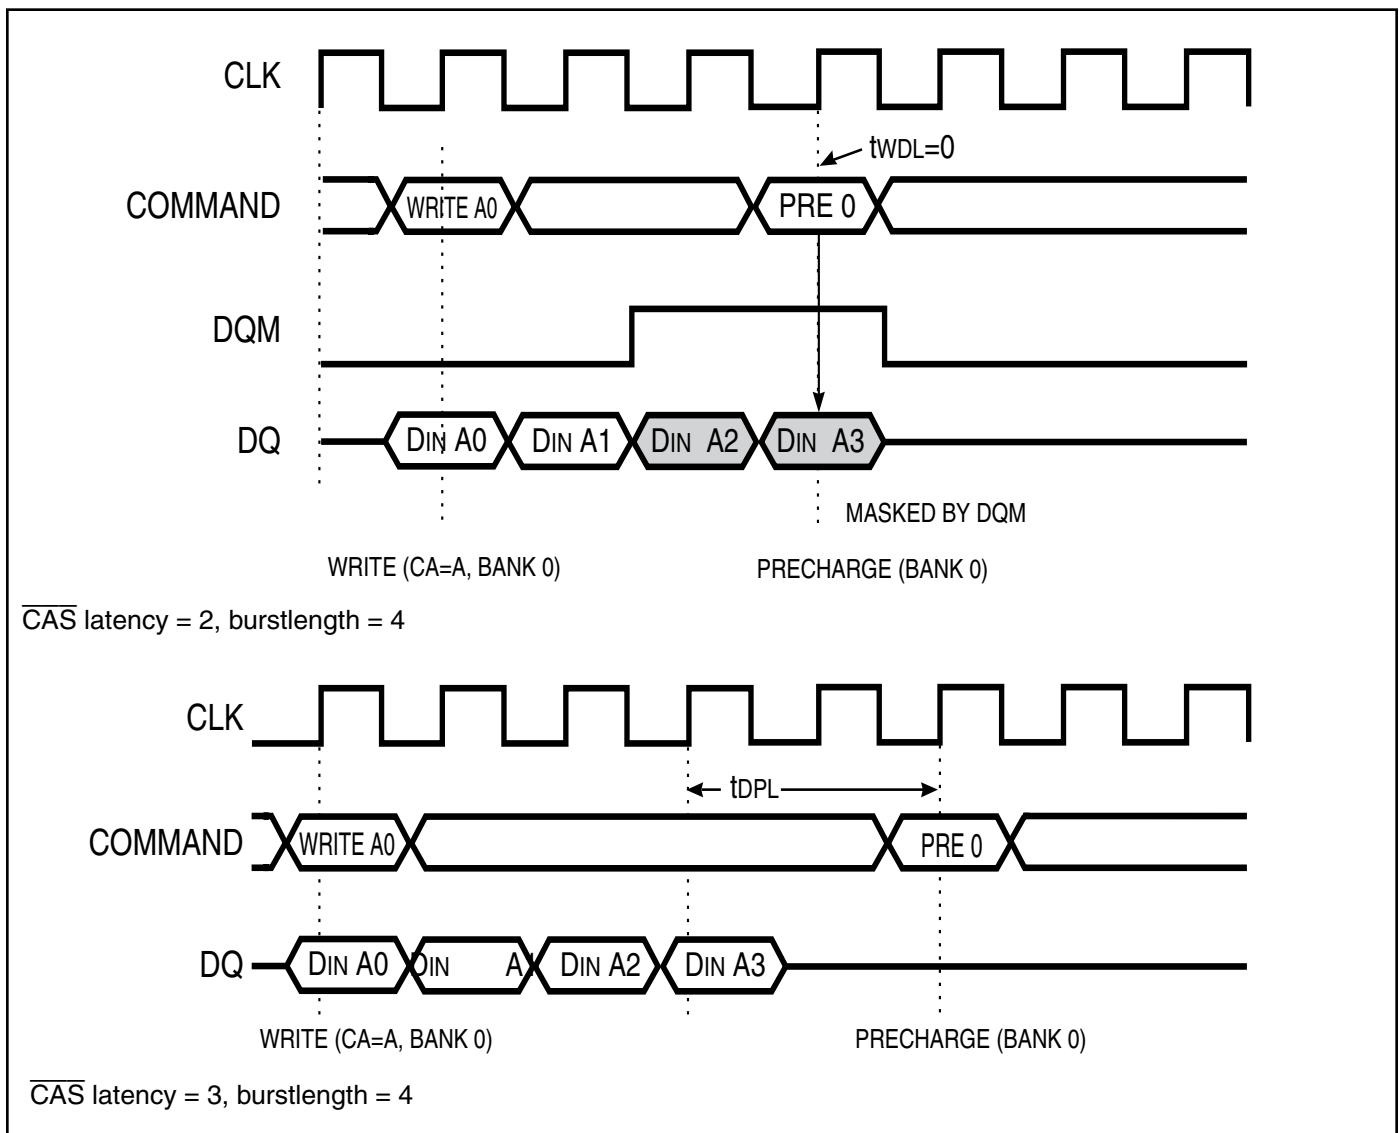 CLK
tWDL=0
COMMAND WRITE A0 PRE 0
DQM
DQ DIN A0 DIN A1 DIN A2 DIN A3
MASKED BY DQM
WRITE (CA=A, BANK 0) PRECHARGE (BANK 0)
CAS latency = 2, burstlength = 4
CLK
tDPL
COMMAND WRITE A0 PRE 0
DQ DIN A0 DIN A DIN A2 DIN A3
WRITE (CA=A, BANK 0) PRECHARGE (BANK 0)
CAS latency = 3, burstlength = 4